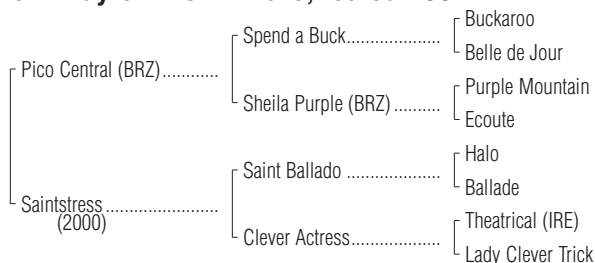 Buckaroo
Spend a Buck
Belle de Jour
Pico Central (BRZ)
Purple Mountain
Sheila Purple (BRZ)
Ecoute
Halo
Saint Ballado
Ballade
Saintstress
(2000)
Theatrical (IRE)
Clever Actress
Lady Clever Trick